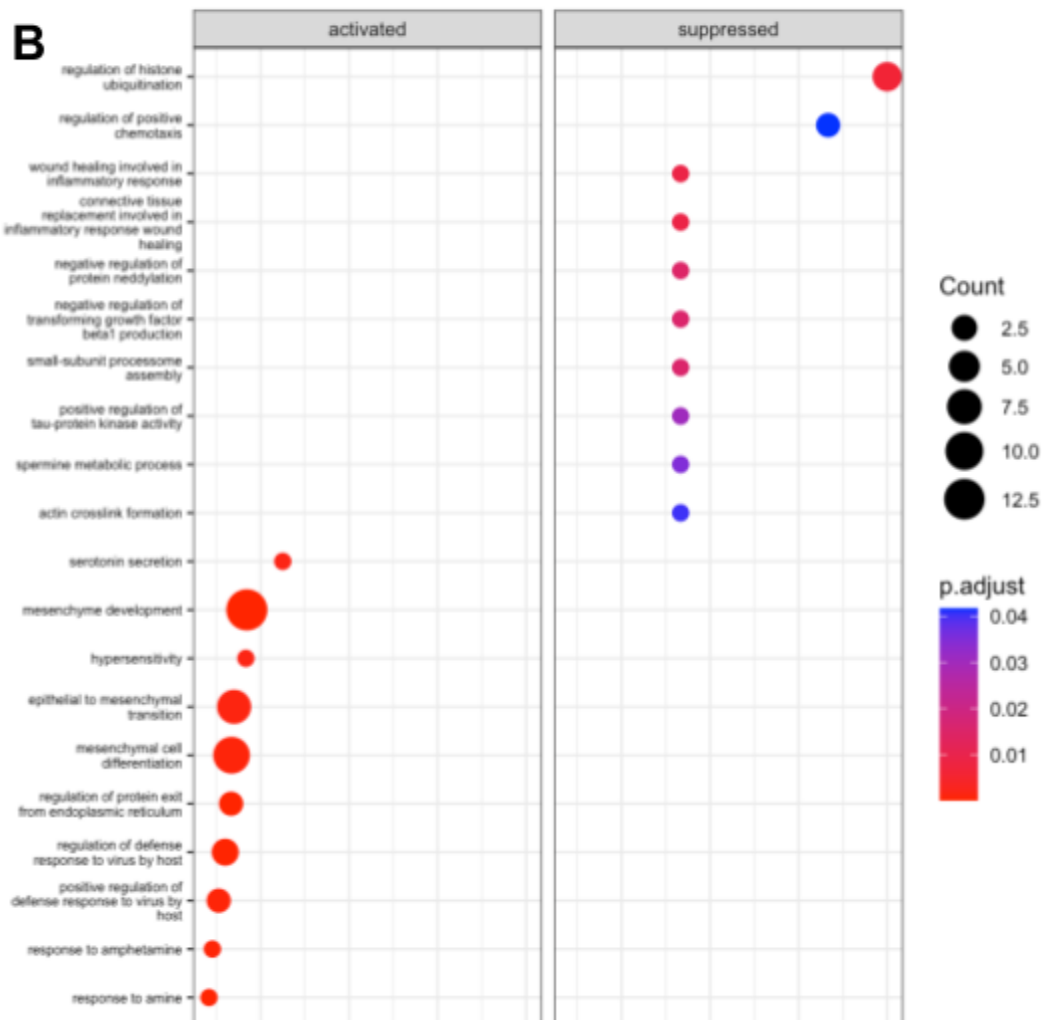 B
activated
suppressed
regulation of histone
ubiquitination
regulation of positive
chemotaxis
wound healing involved in
inflammatory response
connective tissue
replacement involved in
inflammatory response wound
healing
negative regulation of
protein neddylation
negative regulation of
transforming growth factor
beta1 production
small-subunit processome
assembly
positive regulation of
tau-protein kinase activity
spermine metabolic process
actin crosslink formation
serotonin secretion
mesenchyme development
hypersensitivity
epithelial to mesenchymal
transition
mesenchymal cell
differentiation
regulation of protein exit
from endoplasmic reticulum
regulation of defense
response to virus by host
positive regulation of
defense response to virus by
host
response to amphetamine
response to amine
Count
2.5
5.0
7.5
10.0
12.5
p.adjust
0.04
0.03
0.02
0.01